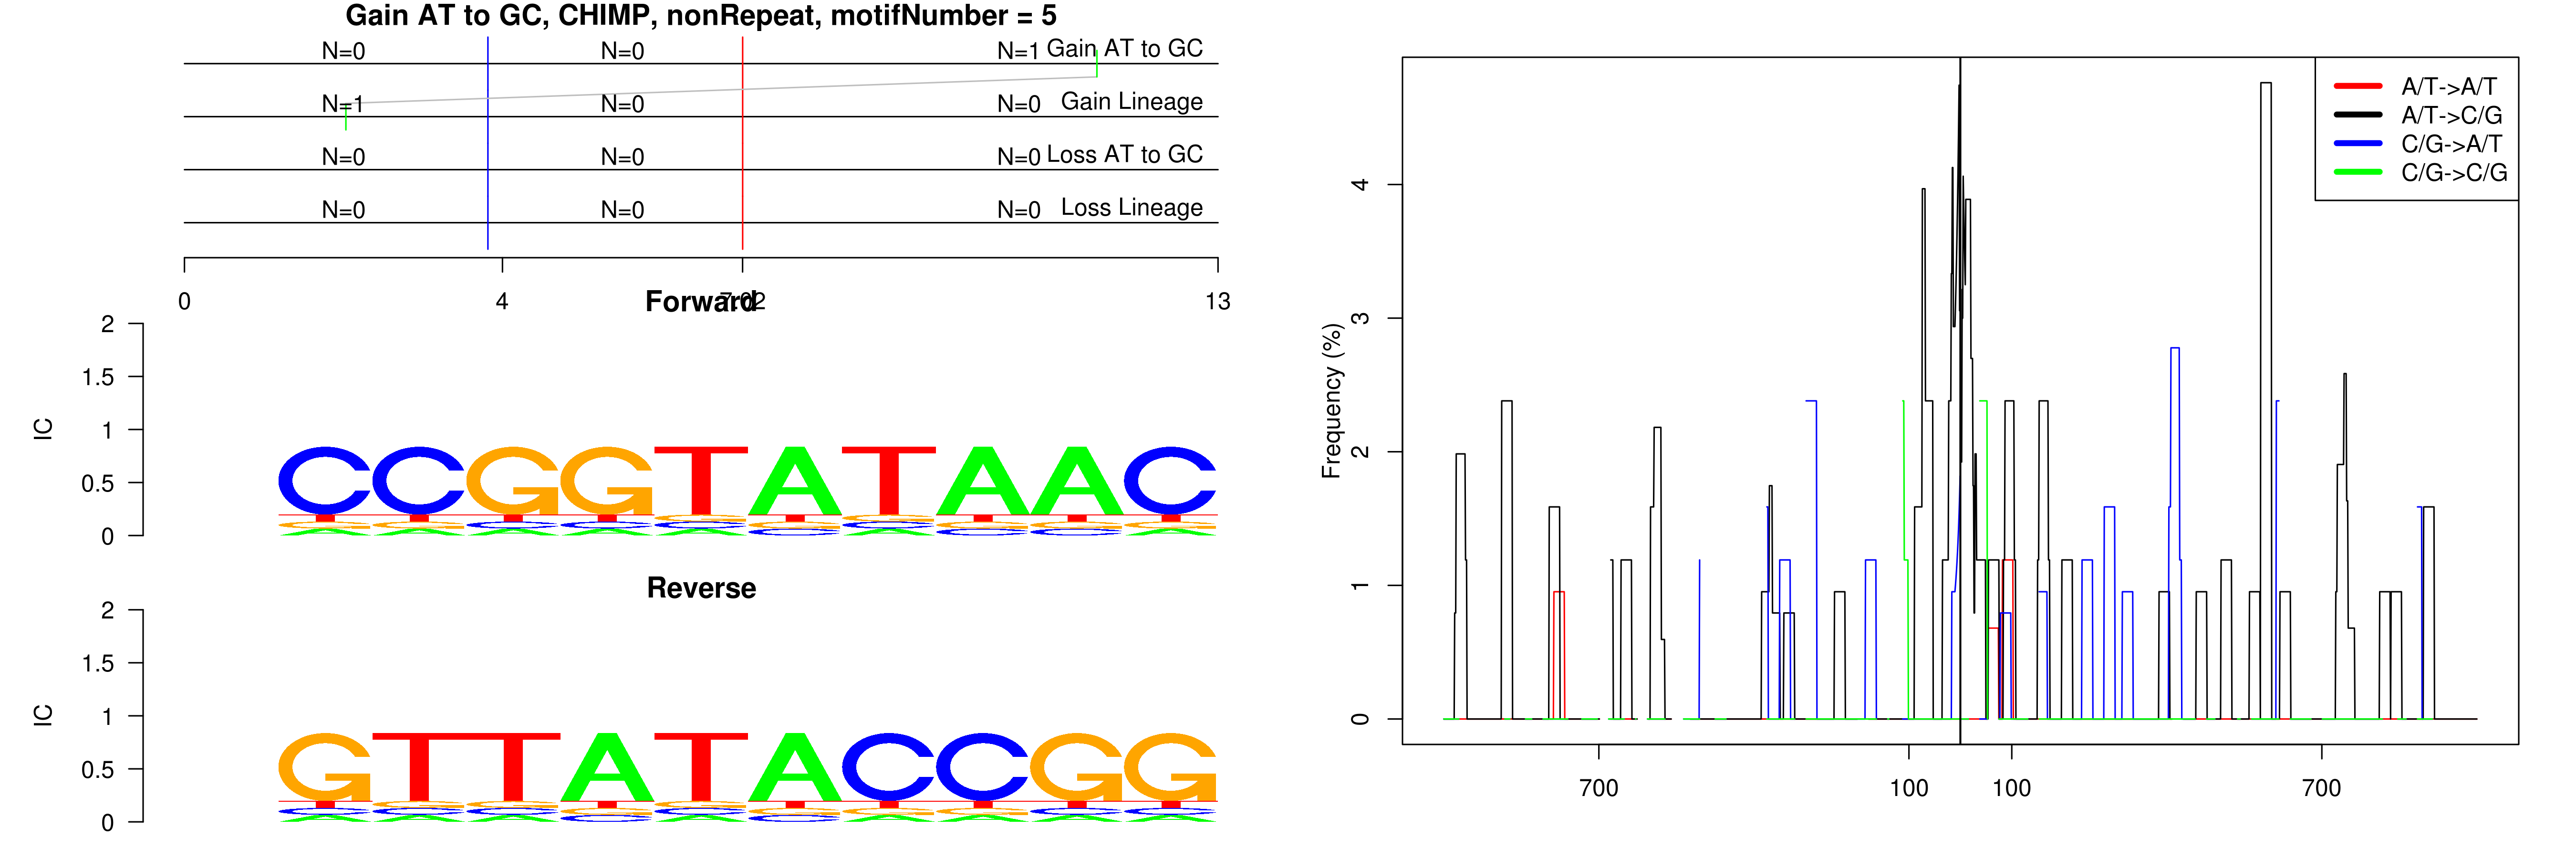 Gain AT to GC, CHIMP, nonRepeat, motifNumber = 5
N=0 N=0 N=1 Gain AT to GC
N=1 N=0 N=0 Gain Lineage
N=0 N=0 N=0 Loss AT to GC
N=0 N=0 N=0 Loss Lineage
0 4 7.02 13
Forward
2
1.5
1
0.5
0
IC
CCGGTATAAC
Reverse
2
1.5
1
0.5
0
IC
GTTATACCGG
A/T->A/T
A/T->C/G
C/G->A/T
C/G->C/G
4
3
2
1
0
Frequency (%)
700 100 100 700